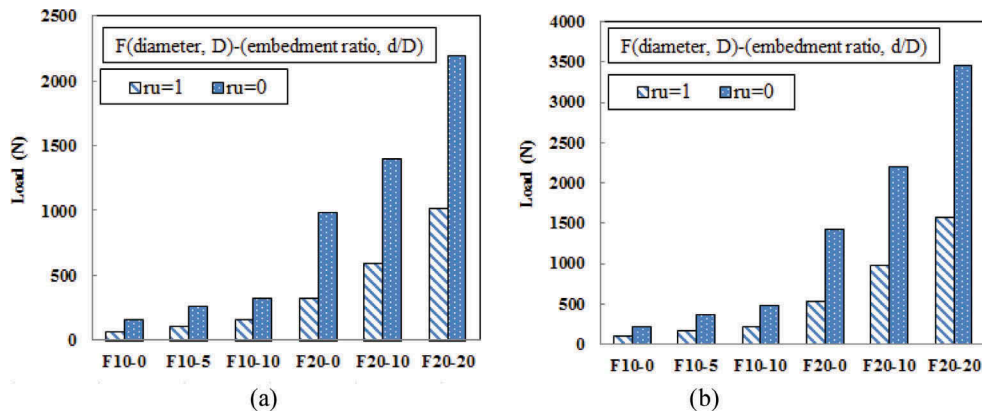 2500
2000
1500
1000
500
0
Load (N)
F(diameter, D)-(embedment ratio, d/D)
ru=1 ru=0
F10-0 F10-5 F10-10 F20-0 F20-10 F20-20
(a)
4000
3500
3000
2500
2000
1500
1000
500
0
Load (N)
F(diameter, D)-(embedment ratio, d/D)
ru=1 ru=0
F10-0 F10-5 F10-10 F20-0 F20-10 F20-20
(b)